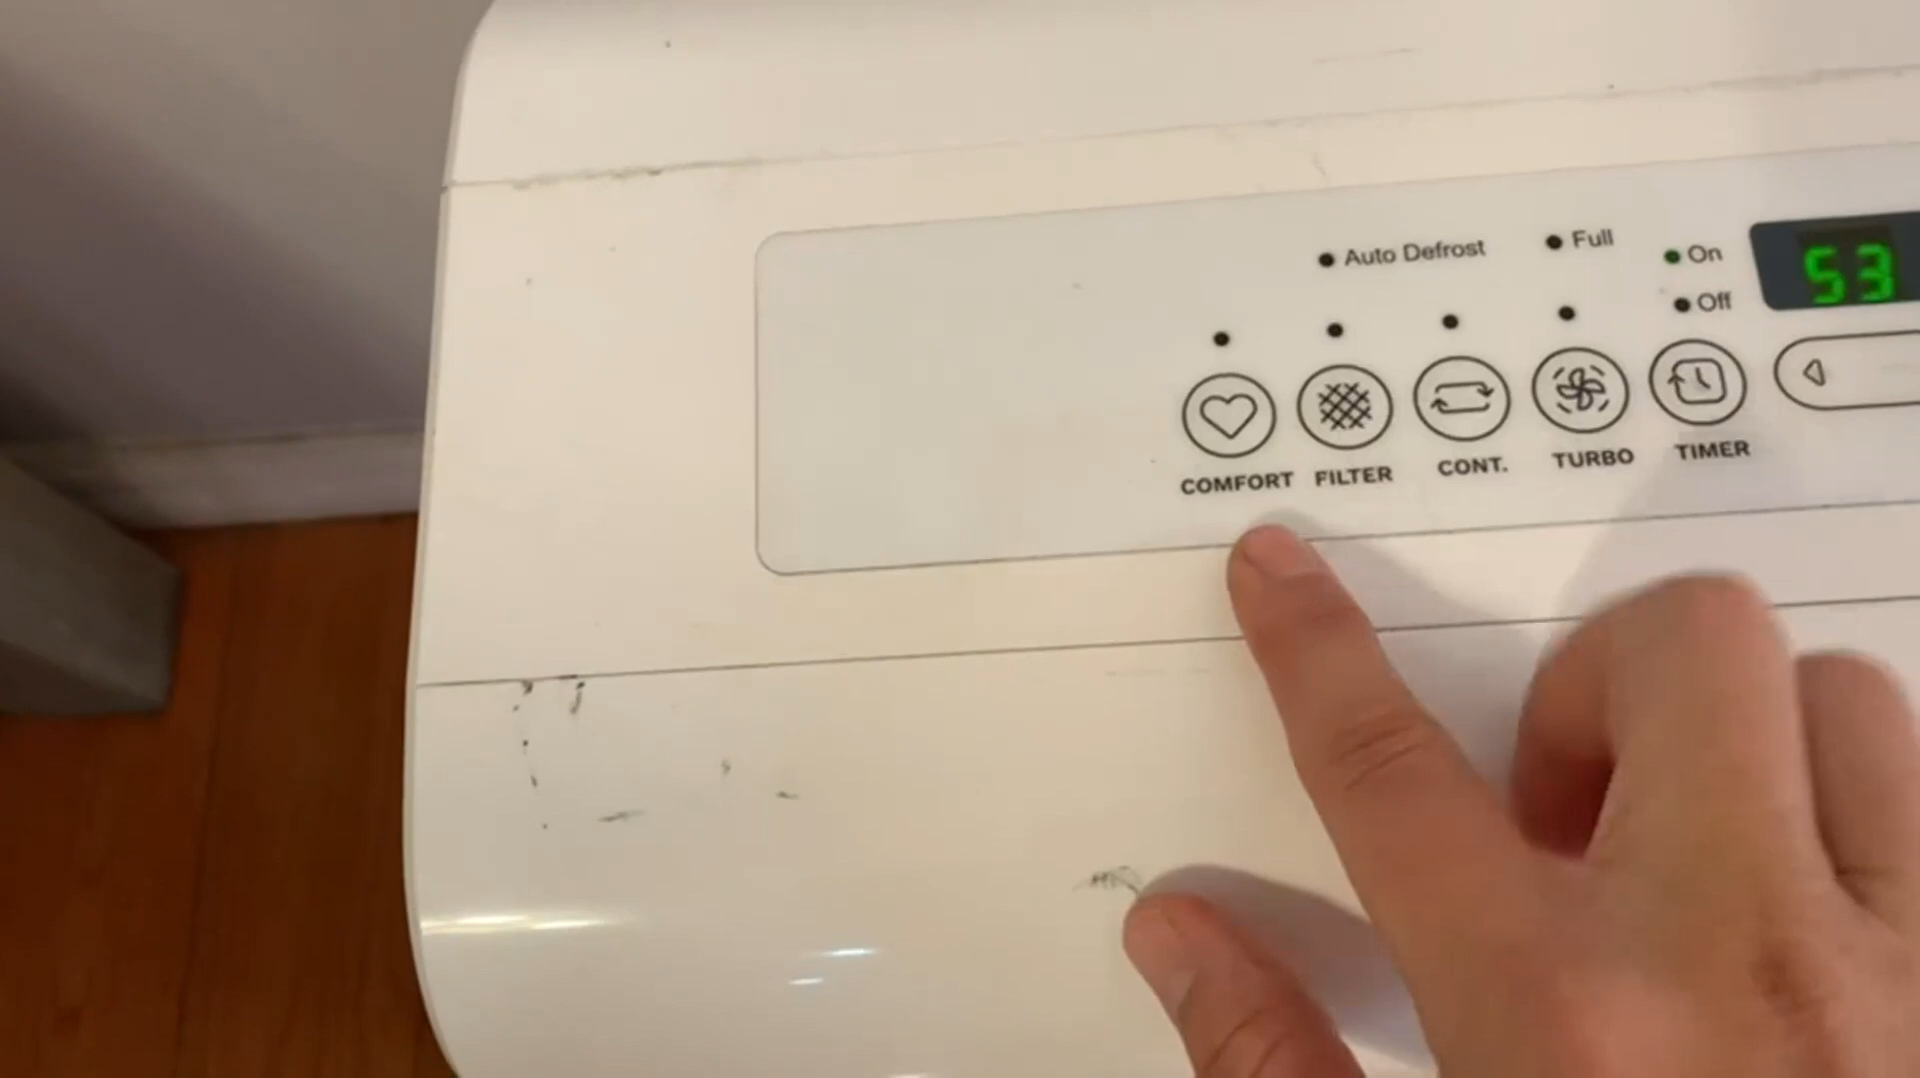 Auto Defrost
Full
On
Off
53
COMFORT
FILTER
CONT.
TURBO
TIMER